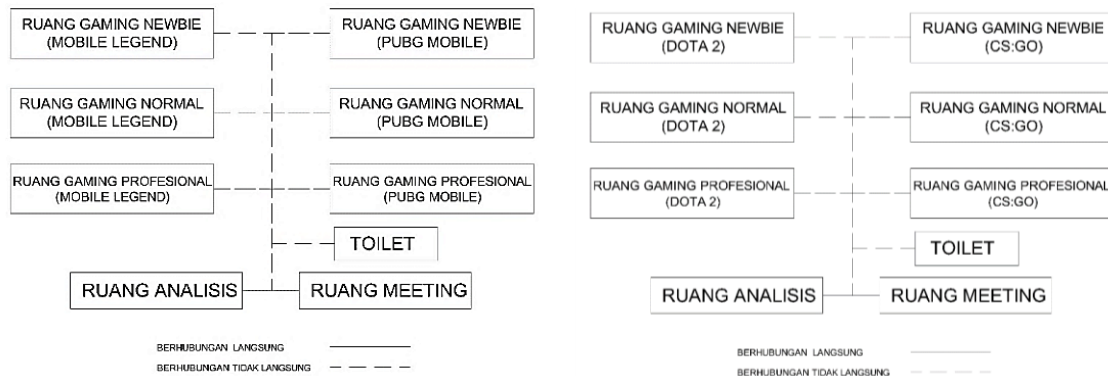 RUANG GAMING NEWBIE
(MOBILE LEGEND)
RUANG GAMING NEWBIE
(PUBG MOBILE)
RUANG GAMING NORMAL
(MOBILE LEGEND)
RUANG GAMING NORMAL
(PUBG MOBILE)
RUANG GAMING PROFESIONAL
(MOBILE LEGEND)
RUANG GAMING PROFESIONAL
(PUBG MOBILE)
TOILET
RUANG ANALISIS
RUANG MEETING
BERHUBUNGAN LANGSUNG
BERHUBUNGAN TIDAK LANGSUNG
RUANG GAMING NEWBIE
(DOTA 2)
RUANG GAMING NEWBIE
(CS:GO)
RUANG GAMING NORMAL
(DOTA 2)
RUANG GAMING NORMAL
(CS:GO)
RUANG GAMING PROFESIONAL
(DOTA 2)
RUANG GAMING PROFESIONAL
(CS:GO)
TOILET
RUANG ANALISIS
RUANG MEETING
BERHUBUNGAN LANGSUNG
BERHUBUNGAN TIDAK LANGSUNG